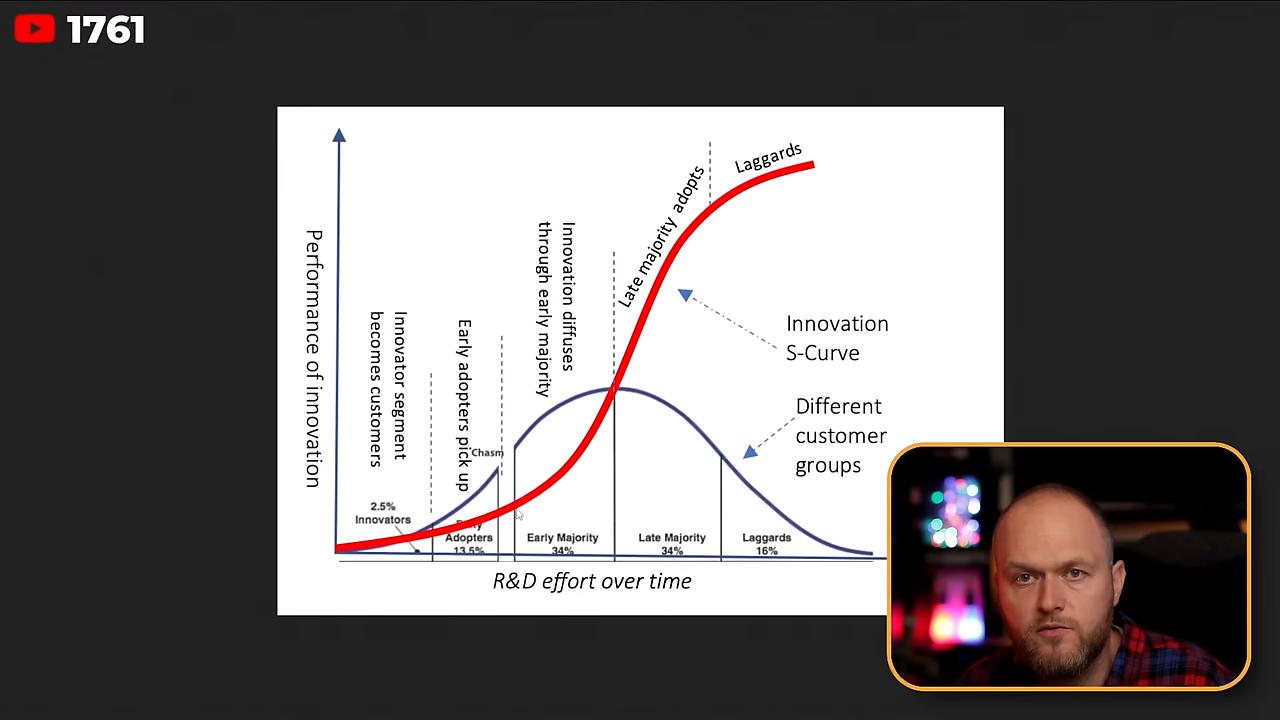 1761
Performance of innovation
Innovator segment
becomes customers
Early adopters pick up
Innovation diffuses
through early majority
Late majority adopts
Laggards
Innovation
S-Curve
Different
customer
groups
Chasm
2.5%
Innovators
Early
Adopters
13.5%
Early Majority
34%
Late Majority
34%
Laggards
16%
R&D effort over time